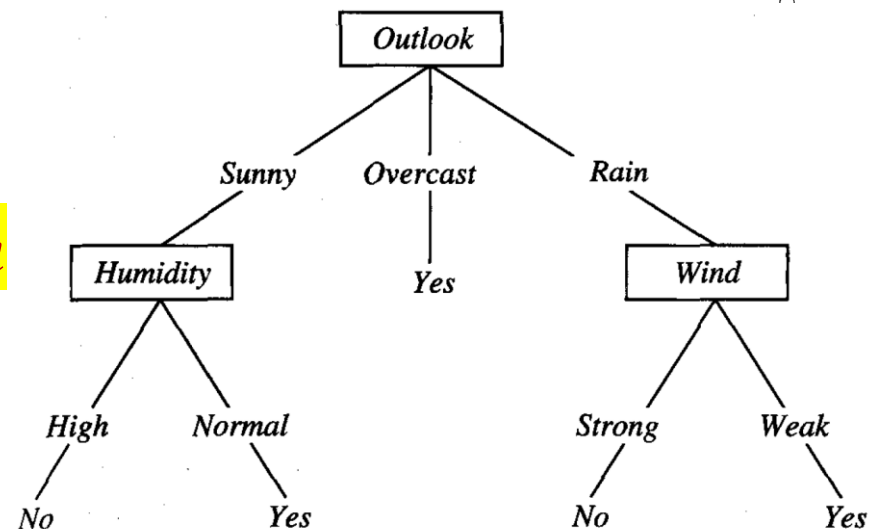 Outlook
Sunny Overcast Rain
Humidity Yes Wind
High Normal Strong Weak
No Yes No Yes